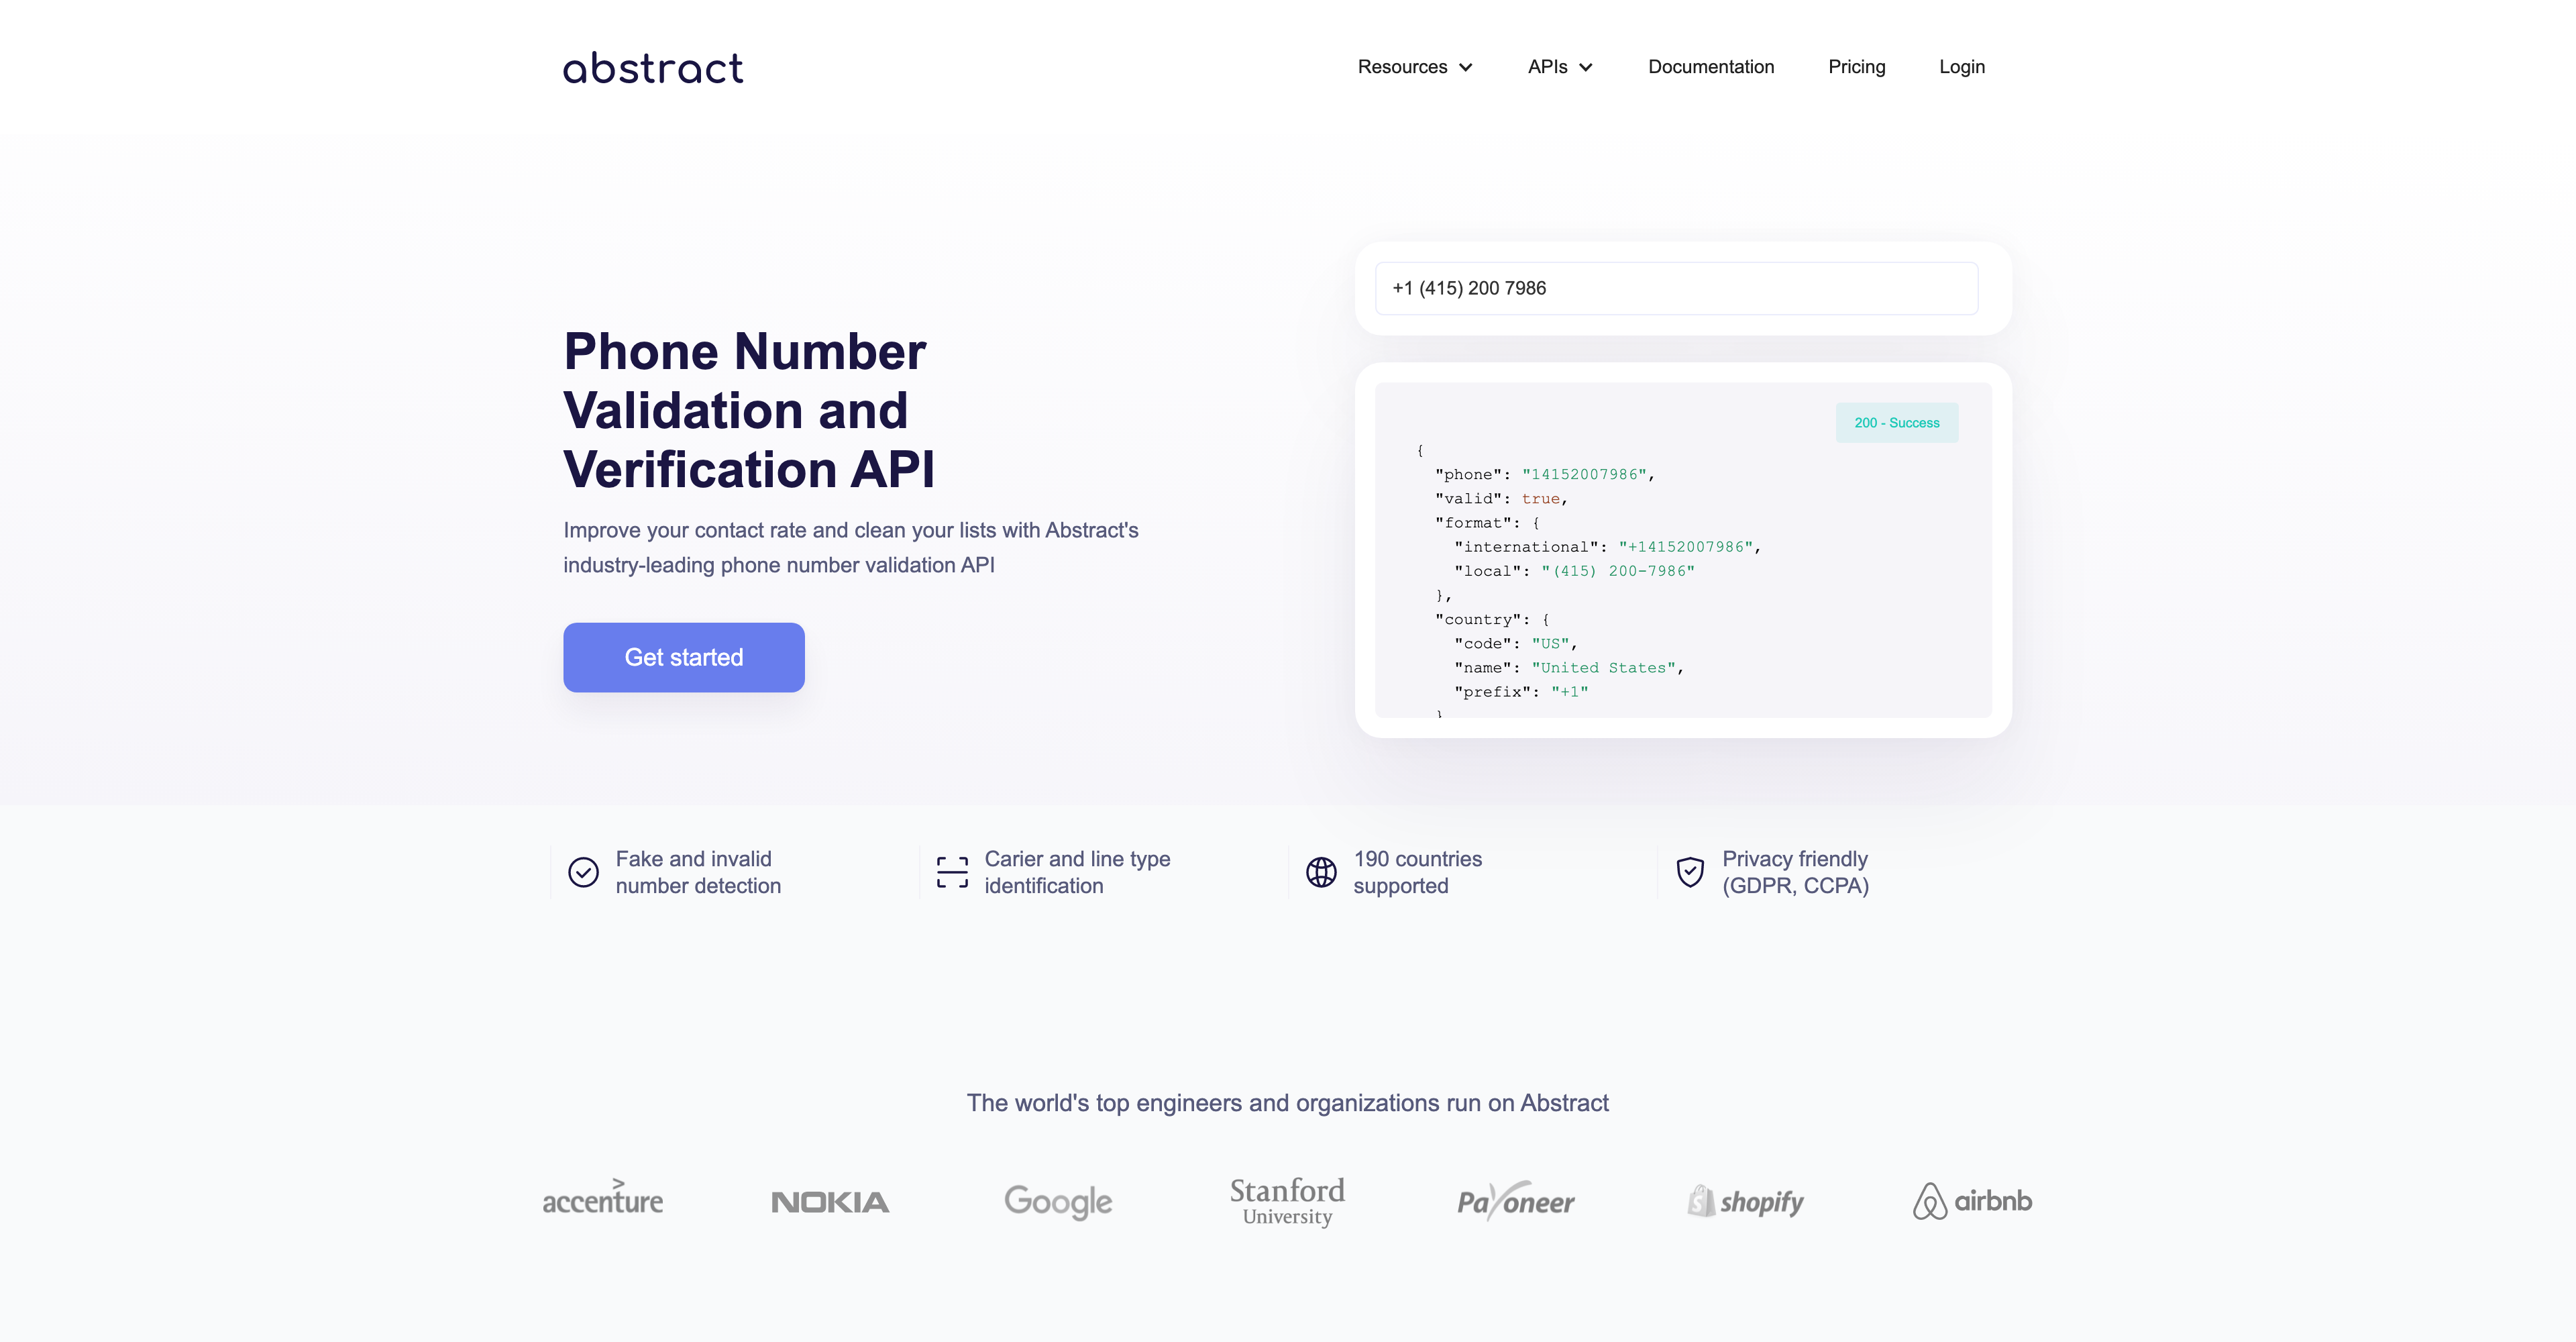 abstract
Resources
APIs
Documentation
Pricing
Login
Phone Number
Validation and
Verification API
Improve your contact rate and clean your lists with Abstract's
industry-leading phone number validation API
Get started
+1 (415) 200 7986
200 - Success
{
"phone": "14152007986",
"valid": true,
"format": {
"international": "+14152007986",
"local": "(415) 200-7986"
},
"country": {
"code": "US",
"name": "United States",
"prefix": "+1"
}
Fake and invalid
number detection
Carier and line type
identification
190 countries
supported
Privacy friendly
(GDPR, CCPA)
The world's top engineers and organizations run on Abstract
accenture
NOKIA
Google
Stanford
University
Payoneer
shopify
airbnb